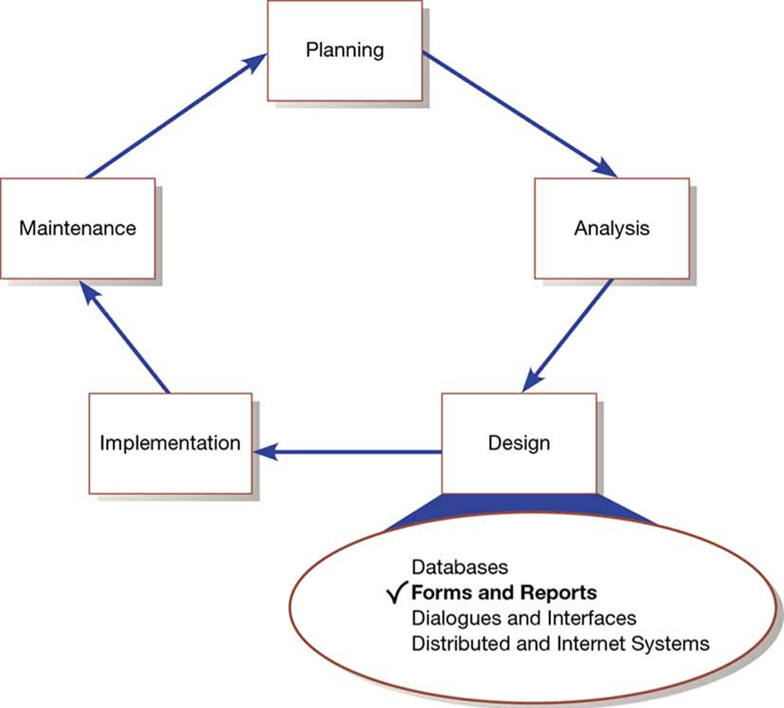 Planning
Maintenance
Analysis
Implementation
Design
Databases
✓Forms and Reports
Dialogues and Interfaces
Distributed and Internet Systems